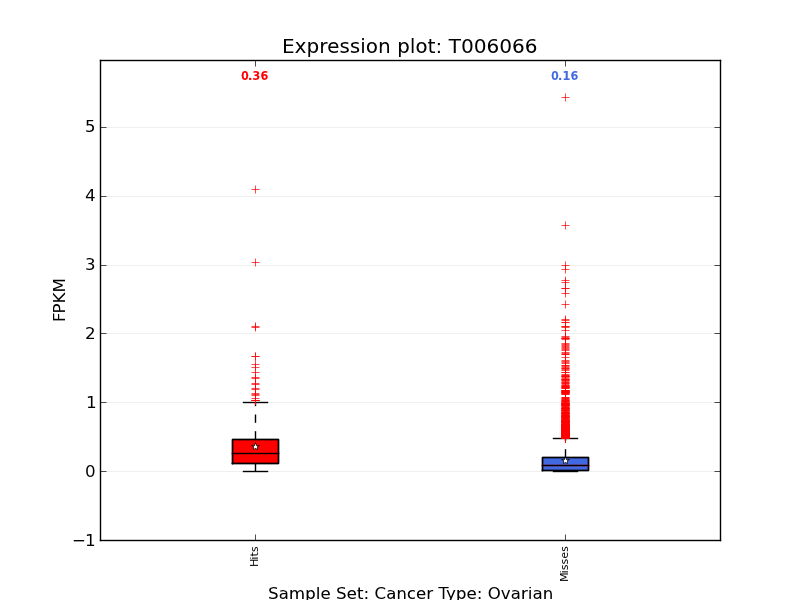 Expression plot: T006066
0.36
0.16
5
4
3
2
1
0
−1
FPKM
Hits
Misses
Sample Set: Cancer Type: Ovarian